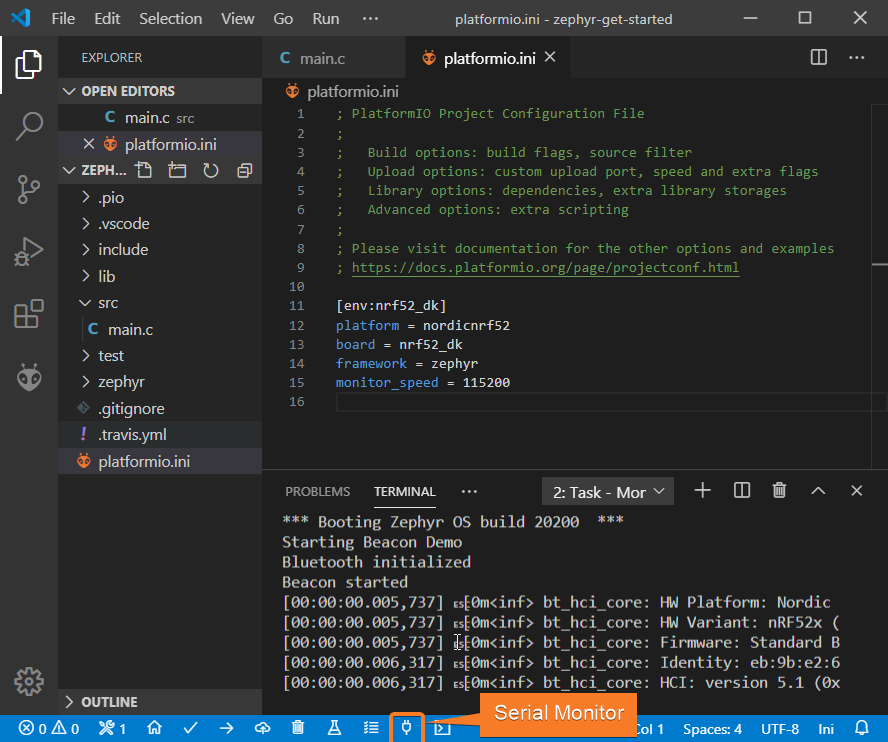 File Edit Selection View Go Run ··· platformio.ini - zephyr-get-started
EXPLORER
OPEN EDITORS
C main.c src
platformio.ini
ZEPH...
.pio
.vscode
include
lib
src
C main.c
test
zephyr
.gitignore
! .travis.yml
platformio.ini
OUTLINE
C main.c platformio.ini
platformio.ini
1 ; PlatformIO Project Configuration File
2 ;
3 ;   Build options: build flags, source filter
4 ;   Upload options: custom upload port, speed and extra flags
5 ;   Library options: dependencies, extra library storages
6 ;   Advanced options: extra scripting
7 ;
8 ; Please visit documentation for the other options and examples
9 ; https://docs.platformio.org/page/projectconf.html
10
11 [env:nrf52_dk]
12 platform = nordicnrf52
13 board = nrf52_dk
14 framework = zephyr
15 monitor_speed = 115200
16
PROBLEMS TERMINAL ··· 2: Task - Mor
*** Booting Zephyr OS build 20200  ***
Starting Beacon Demo
Bluetooth initialized
Beacon started
[00:00:00.005,737] ␛[0m<inf> bt_hci_core: HW Platform: Nordic
[00:00:00.005,737] ␛[0m<inf> bt_hci_core: HW Variant: nRF52x (
[00:00:00.005,737] ␛[0m<inf> bt_hci_core: Firmware: Standard B
[00:00:00.006,317] ␛[0m<inf> bt_hci_core: Identity: eb:9b:e2:6
[00:00:00.006,317] ␛[0m<inf> bt_hci_core: HCI: version 5.1 (0x
Serial Monitor
0 0 1 Col 1 Spaces: 4 UTF-8 Ini